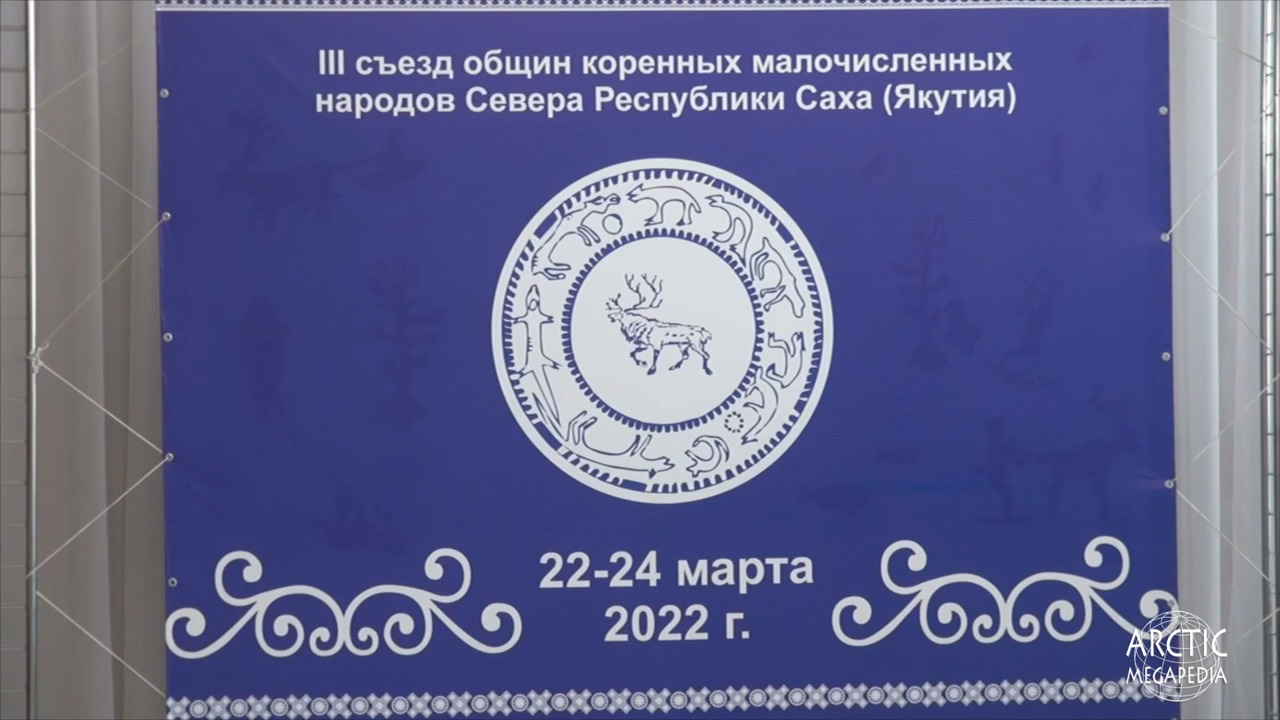 III съезд общин коренных малочисленных
народов Севера Республики Саха (Якутия)
22-24 марта
2022 г.
ARCTIC
MEGAPEDIA